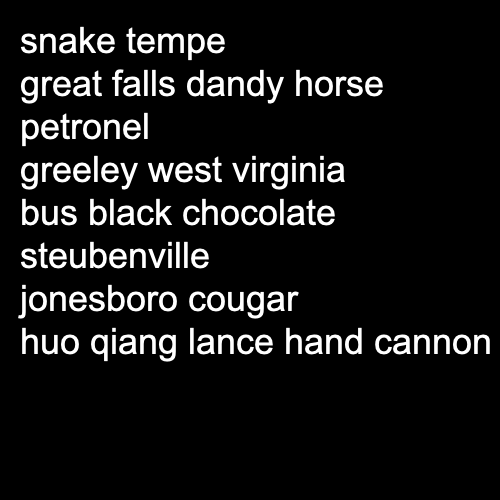 snake tempe
great falls dandy horse
petronel
greeley west virginia
bus black chocolate
steubenville
jonesboro cougar
huo qiang lance hand cannon